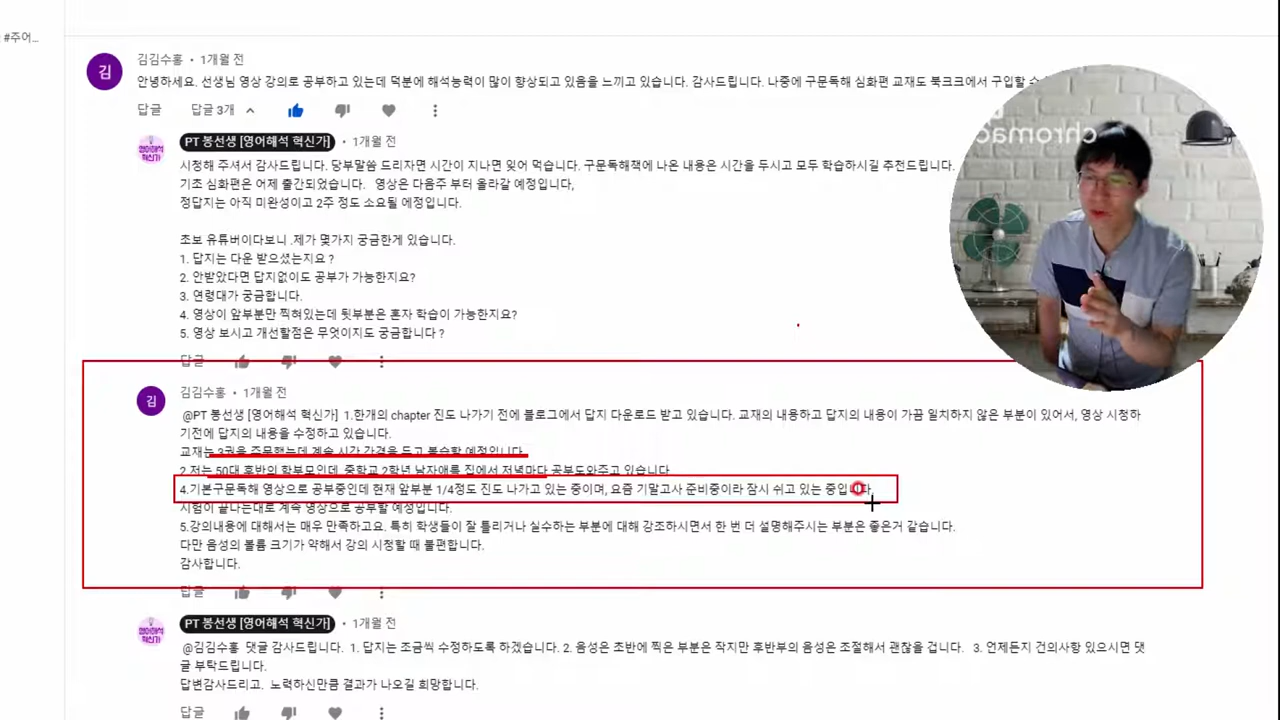 #주어...
김김수홍 • 1개월 전
안녕하세요. 선생님 영상 강의로 공부하고 있는데 덕분에 해석능력이 많이 향상되고 있음을 느끼고 있습니다. 감사드립니다. 나중에 구문독해 심화편 교재도 북크크에서 구입할
답글 답글 3개
PT 봉선생 [영어해석 혁신가] • 1개월 전
시청해 주셔서 감사드립니다. 당부말씀 드리자면 시간이 지나면 잊어 먹습니다. 구문독해책에 나온 내용은 시간을 두시고 모두 학습하시길 추천드립니다.
기초 심화편은 어제 출간되었습니다. 영상은 다음주 부터 올라갈 예정입니다,
정답지는 아직 미완성이고 2주 정도 소요될 에정입니다.
초보 유튜버이다보니 .제가 몇가지 궁금한게 있습니다.
1. 답지는 다운 받으셨는지요 ?
2. 안받았다면 답지없이도 공부가 가능한지요?
3. 연령대가 궁금합니다.
4. 영상이 앞부분만 찍혀있는데 뒷부분은 혼자 학습이 가능한지요?
5. 영상 보시고 개선할점은 무엇이지도 궁금합니다 ?
답글
김김수홍 • 1개월 전
@PT 봉선생 [영어해석 혁신가] 1.한개의 chapter 진도 나가기 전에 블로그에서 답지 다운로드 받고 있습니다. 교재의 내용하고 답지의 내용이 가끔 일치하지 않은 부분이 있어서, 영상 시청하
기전에 답지의 내용을 수정하고 있습니다.
교재는 3권을 주문했는데 계속 시간 간격을 두고 복습할 예정입니다.
2.저는 50대 후반의 학부모인데, 중학교 2학년 남자애를 집에서 저녁마다 공부도와주고 있습니다
4.기본구문독해 영상으로 공부중인데 현재 앞부분 1/4정도 진도 나가고 있는 중이며, 요즘 기말고사 준비중이라 잠시 쉬고 있는 중입니다.
시험이 끝나는대로 계속 영상으로 공부할 예정입니다.
5.강의내용에 대해서는 매우 만족하고요. 특히 학생들이 잘 틀리거나 실수하는 부분에 대해 강조하시면서 한 번 더 설명해주시는 부분은 좋은거 같습니다.
다만 음성의 볼륨 크기가 약해서 강의 시청할 때 불편합니다.
감사합니다.
답글
PT 봉선생 [영어해석 혁신가] • 1개월 전
@김김수홍 댓글 감사드립니다. 1. 답지는 조금씩 수정하도록 하겠습니다. 2. 음성은 초반에 찍은 부분은 작지만 후반부의 음성은 조절해서 괜찮을 겁니다. 3. 언제든지 건의사항 있으시면 댓
글 부탁드립니다.
답변감사드리고, 노력하신만큼 결과가 나오길 희망합니다.
답글